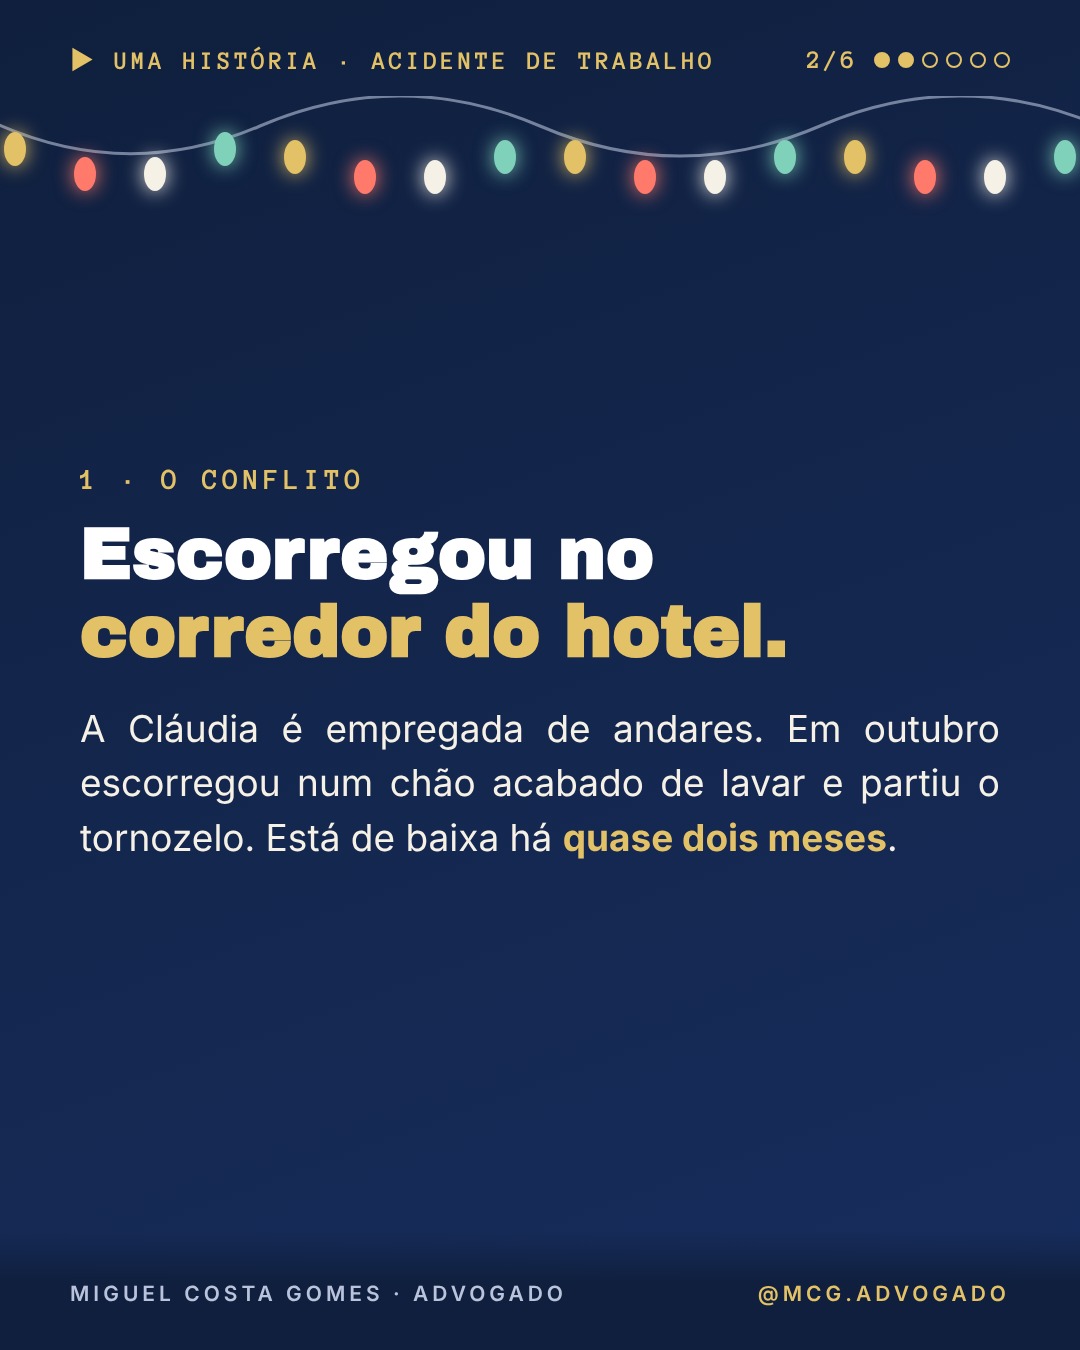 ▶ UMA HISTÓRIA · ACIDENTE DE TRABALHO
2/6
1 · O CONFLITO
Escorregou no
corredor do hotel.
A Cláudia é empregada de andares. Em outubro
escorregou num chão acabado de lavar e partiu o
tornozelo. Está de baixa há quase dois meses.
MIGUEL COSTA GOMES · ADVOGADO
@MCG.ADVOGADO